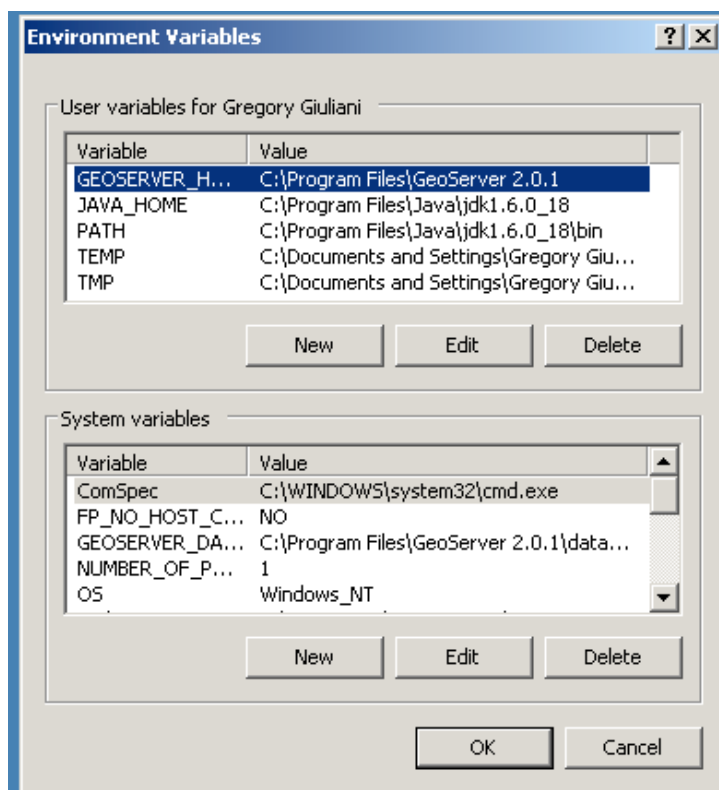 Environment Variables
User variables for Gregory Giuliani
Variable Value
GEOSERVER_H... C:\Program Files\GeoServer 2.0.1
JAVA_HOME C:\Program Files\Java\jdk1.6.0_18
PATH C:\Program Files\Java\jdk1.6.0_18\bin
TEMP C:\Documents and Settings\Gregory Giu...
TMP C:\Documents and Settings\Gregory Giu...
New Edit Delete
System variables
Variable Value
ComSpec C:\WINDOWS\system32\cmd.exe
FP_NO_HOST_C... NO
GEOSERVER_DA... C:\Program Files\GeoServer 2.0.1\data...
NUMBER_OF_P... 1
OS Windows_NT
New Edit Delete
OK Cancel